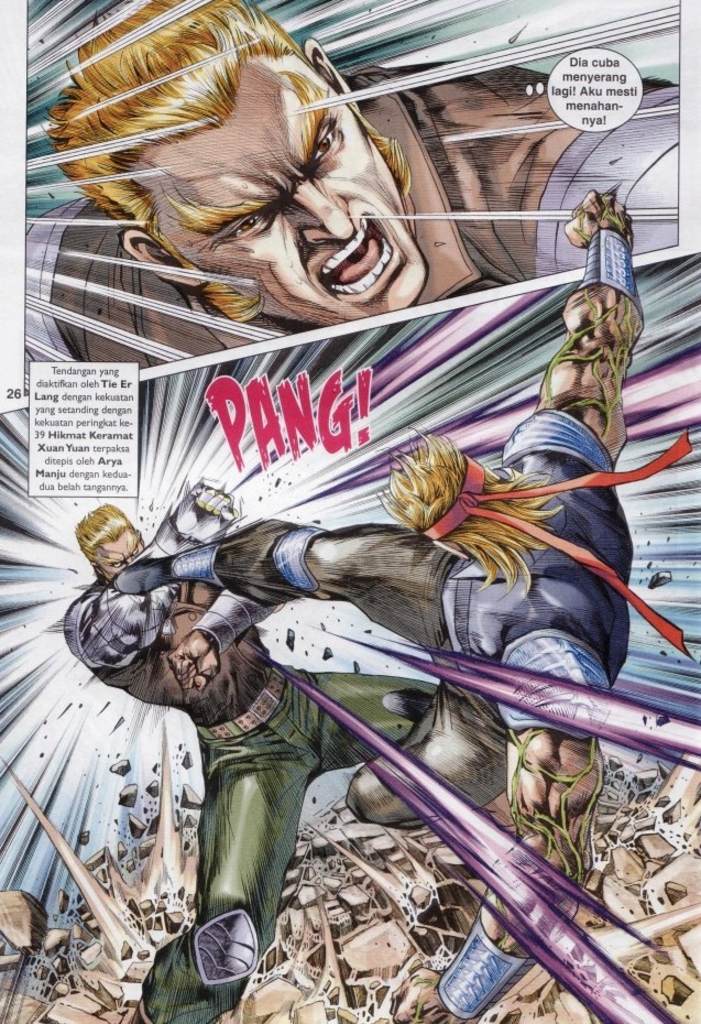 Dia cuba
menyerang
lagi! Aku mesti
menahan-
nya!
Tendangan yang
diaktifkan oleh Tie Er
Lang dengan kekuatan
yang setanding dengan
kekuatan peringkat ke-
39 Hikmat Keramat
Xuan Yuan terpaksa
ditepis oleh Arya
Manju dengan kedua-
dua belah tangannya.
26
PANG!